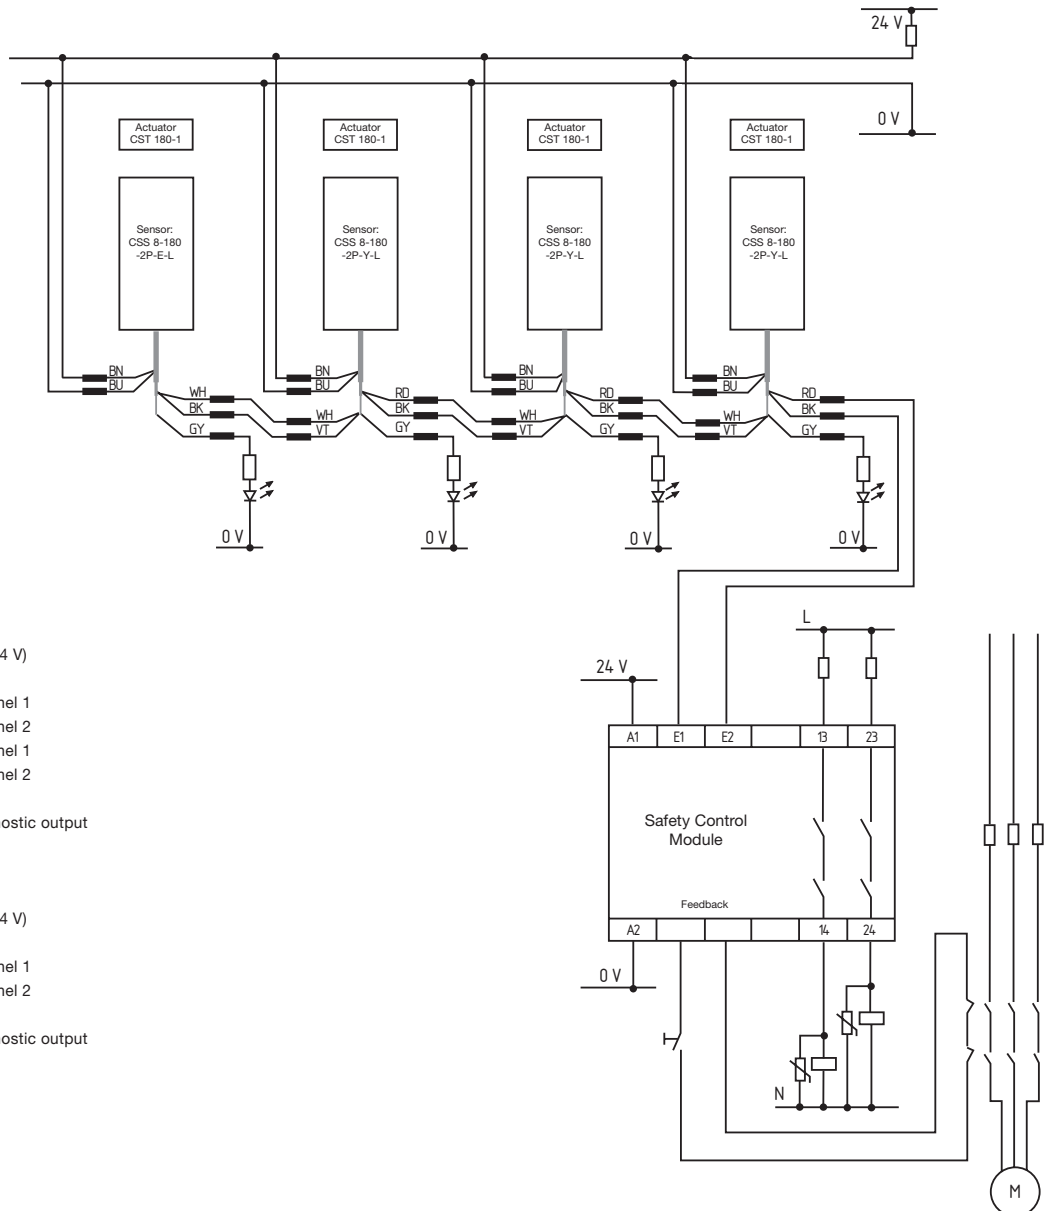 24 V
0 V
Actuator
CST 180-1
Actuator
CST 180-1
Actuator
CST 180-1
Actuator
CST 180-1
Sensor:
CSS 8-180
-2P-E-L
Sensor:
CSS 8-180
-2P-Y-L
Sensor:
CSS 8-180
-2P-Y-L
Sensor:
CSS 8-180
-2P-Y-L
BN
BU
WH
BK
GY
BN
BU
WH
VT
RD
BK
GY
BN
BU
WH
VT
RD
BK
GY
BN
BU
WH
VT
RD
BK
GY
0 V
0 V
0 V
0 V
4 V)
nel 1
nel 2
nel 1
nel 2
nostic output
4 V)
nel 1
nel 2
nostic output
L
24 V
A1 E1 E2 13 23
Safety Control
Module
Feedback
A2 14 24
0 V
N
M